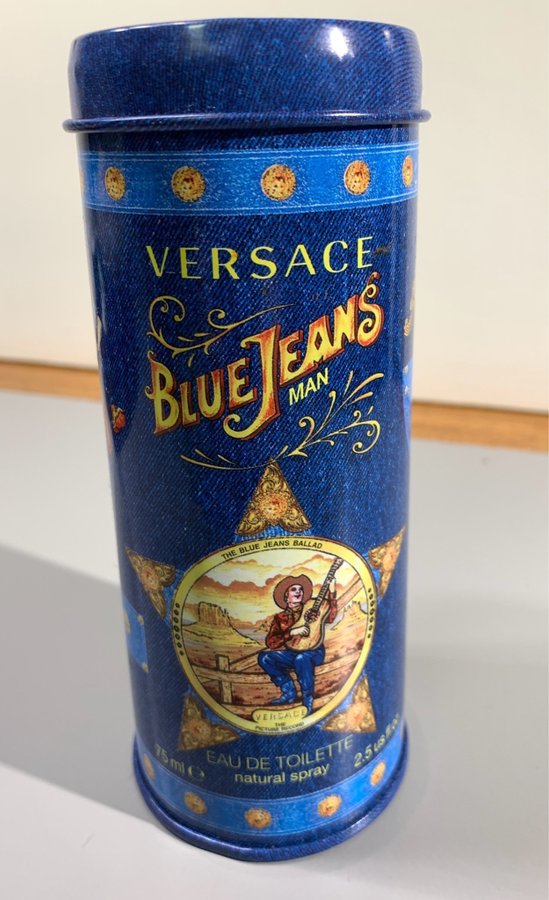 VERSACE
BLUE JEANS
MAN
THE BLUE JEANS BALLAD
VERSACE
THE
PICTURE RECORD
EAU DE TOILETTE
75 ml ℮ natural spray 2.5 us fl.oz